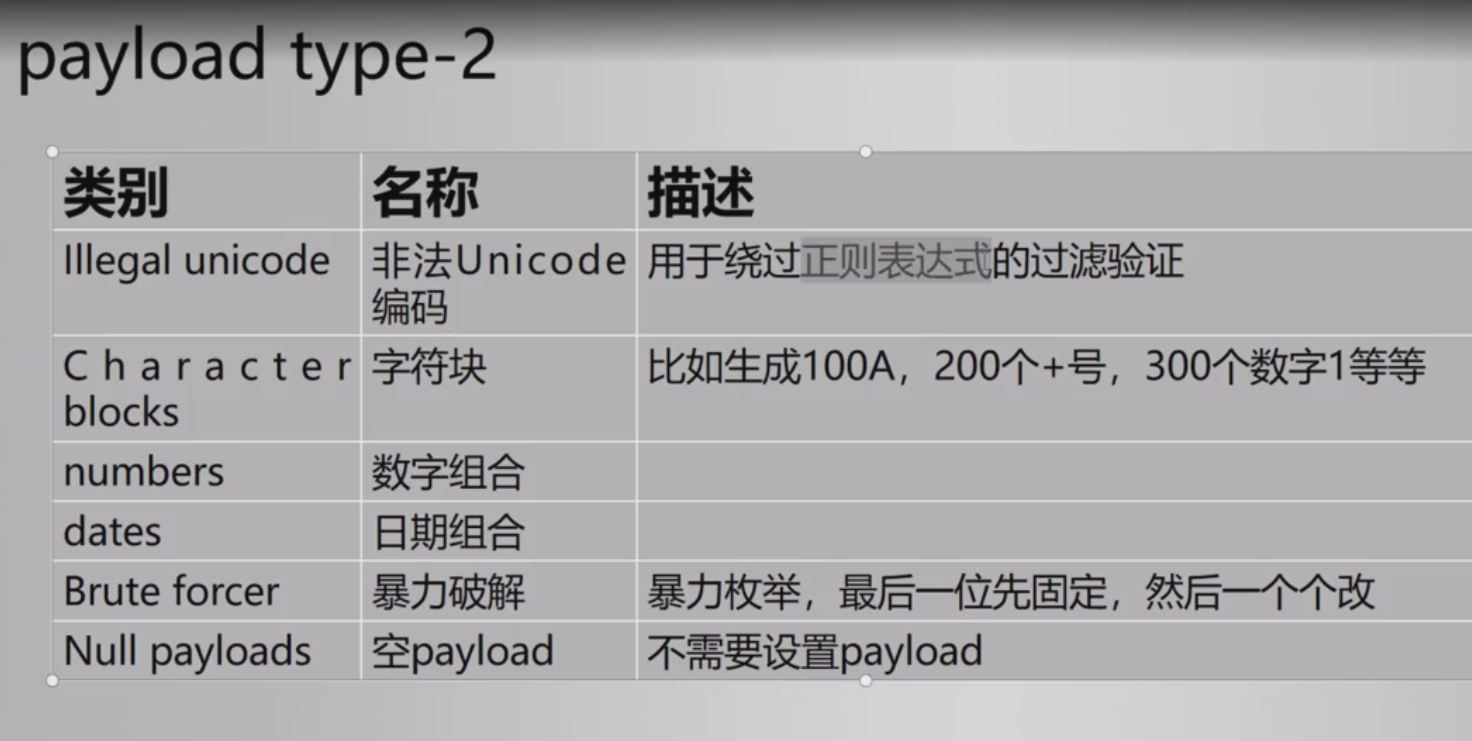 payload type-2
类别 名称 描述
Illegal unicode 非法Unicode 用于绕过正则表达式的过滤验证
编码
Character 字符块 比如生成100A，200个+号，300个数字1等等
blocks
numbers 数字组合
dates 日期组合
Brute forcer 暴力破解 暴力枚举，最后一位先固定，然后一个个改
Null payloads 空payload 不需要设置payload